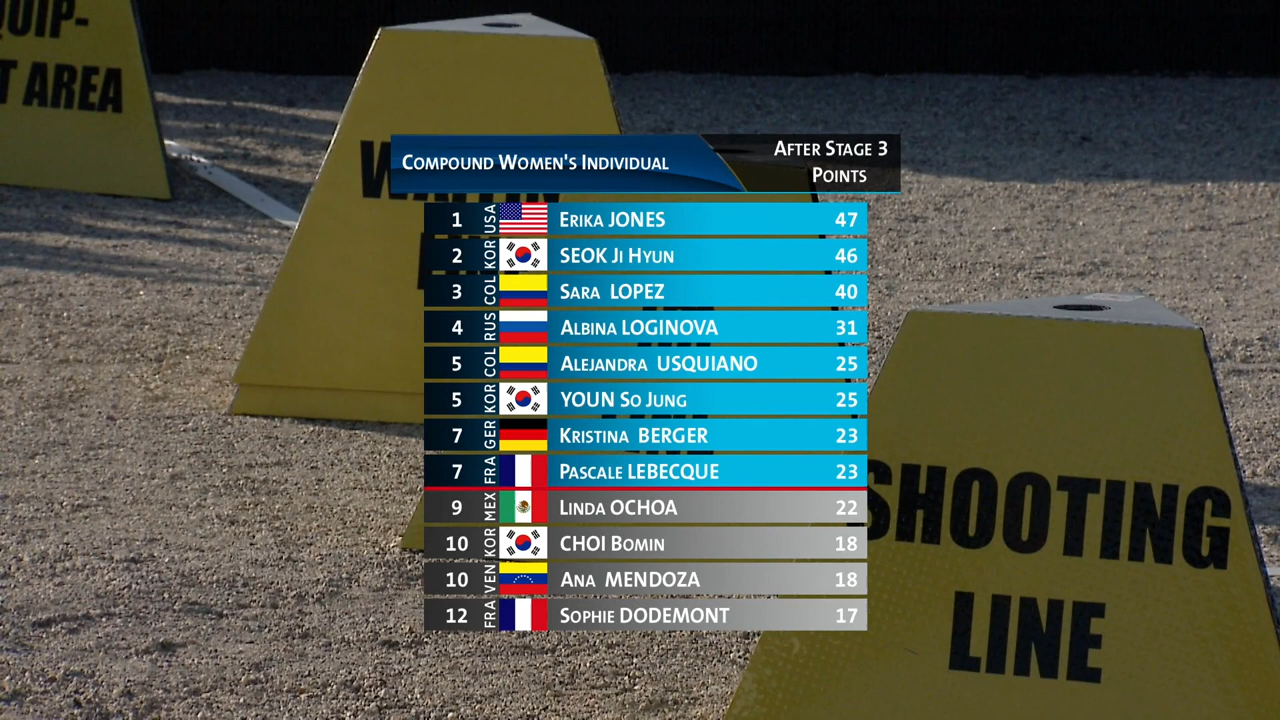 QUIP-
T AREA
COMPOUND WOMEN'S INDIVIDUAL
AFTER STAGE 3
POINTS
1 USA ERIKA JONES 47
2 KOR SEOK JI HYUN 46
3 COL SARA LOPEZ 40
4 RUS ALBINA LOGINOVA 31
5 COL ALEJANDRA USQUIANO 25
5 KOR YOUN SO JUNG 25
7 GER KRISTINA BERGER 23
7 FRA PASCALE LEBECQUE 23
9 MEX LINDA OCHOA 22
10 KOR CHOI BOMIN 18
10 VEN ANA MENDOZA 18
12 FRA SOPHIE DODEMONT 17
SHOOTING
LINE